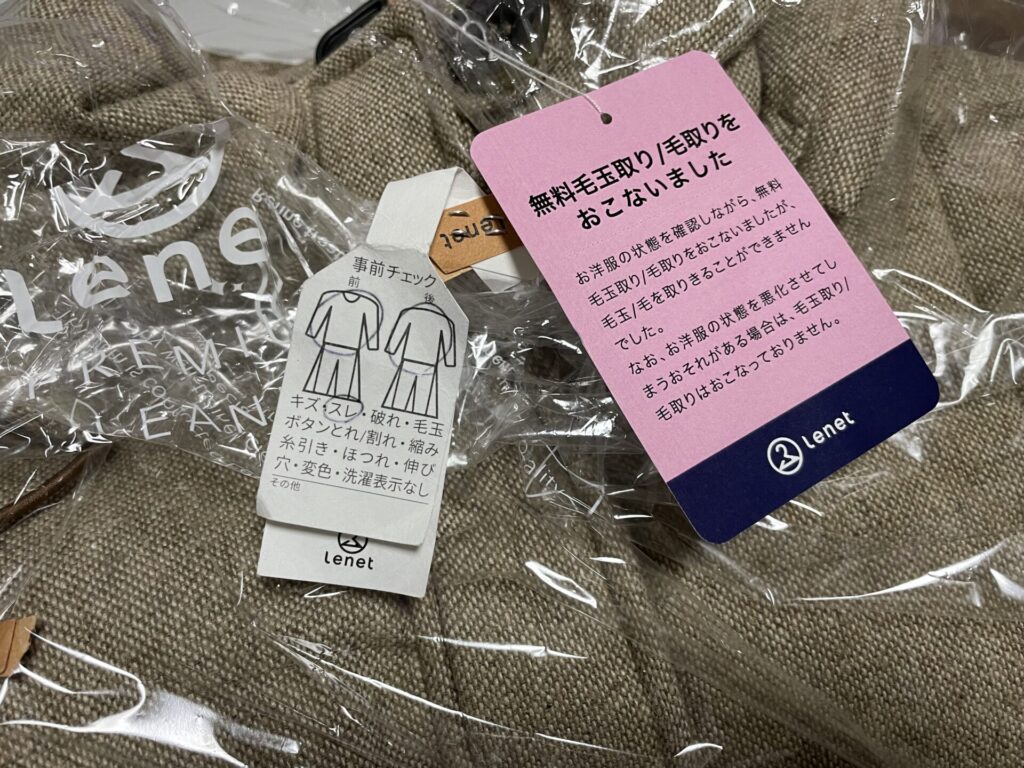 Lenet
PREMI
CLEAN
Lenet
事前チェック
前
後
キズ・スレ・破れ・毛玉
ボタンとれ/割れ・縮み
糸引き・ほつれ・伸び
穴・変色・洗濯表示なし
その他
Lenet
無料毛玉取り/毛取りを
おこないました
お洋服の状態を確認しながら、無料
毛玉取り/毛取りをおこないましたが、
毛玉/毛を取りきることができません
でした。
なお、お洋服の状態を悪化させてし
まうおそれがある場合は、毛玉取り/
毛取りはおこなっておりません。
Lenet